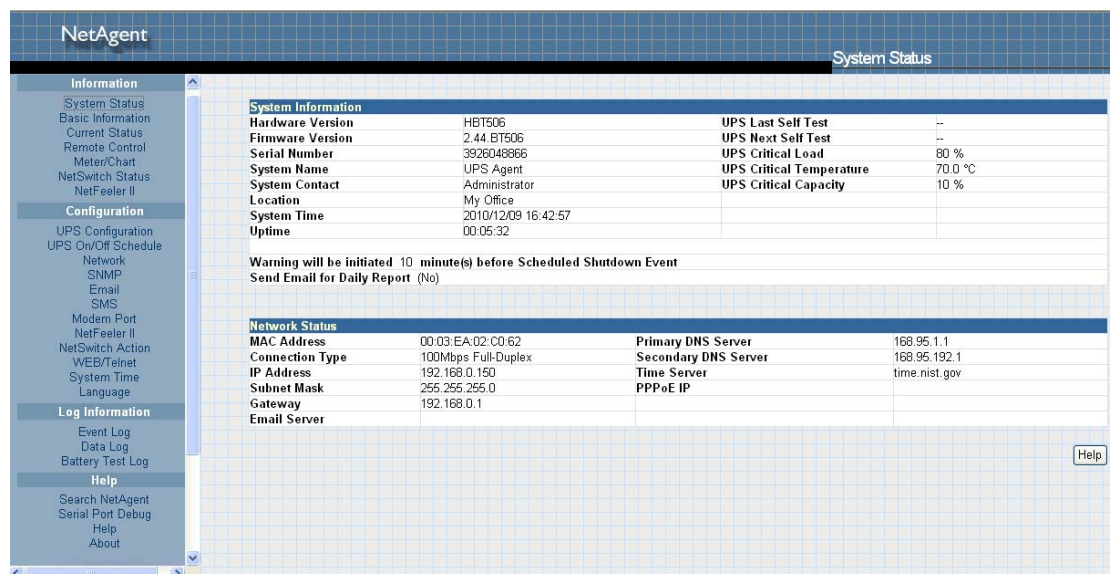 NetAgent
System Status
Information
System Status
Basic Information
Current Status
Remote Control
Meter/Chart
NetSwitch Status
NetFeeler II
Configuration
UPS Configuration
UPS On/Off Schedule
Network
SNMP
Email
SMS
Modem Port
NetFeeler II
NetSwitch Action
WEB/Telnet
System Time
Language
Log Information
Event Log
Data Log
Battery Test Log
Help
Search NetAgent
Serial Port Debug
Help
About
System Information
Hardware Version HBT506 UPS Last Self Test --
Firmware Version 2.44.BT506 UPS Next Self Test --
Serial Number 3926048866 UPS Critical Load 80 %
System Name UPS Agent UPS Critical Temperature 70.0 °C
System Contact Administrator UPS Critical Capacity 10 %
Location My Office
System Time 2010/12/09 16:42:57
Uptime 00:05:32
Warning will be initiated 10 minute(s) before Scheduled Shutdown Event
Send Email for Daily Report (No)
Network Status
MAC Address 00:03:EA:02:C0:62 Primary DNS Server 168.95.1.1
Connection Type 100Mbps Full-Duplex Secondary DNS Server 168.95.192.1
IP Address 192.168.0.150 Time Server time.nist.gov
Subnet Mask 255.255.255.0 PPPoE IP
Gateway 192.168.0.1
Email Server
Help